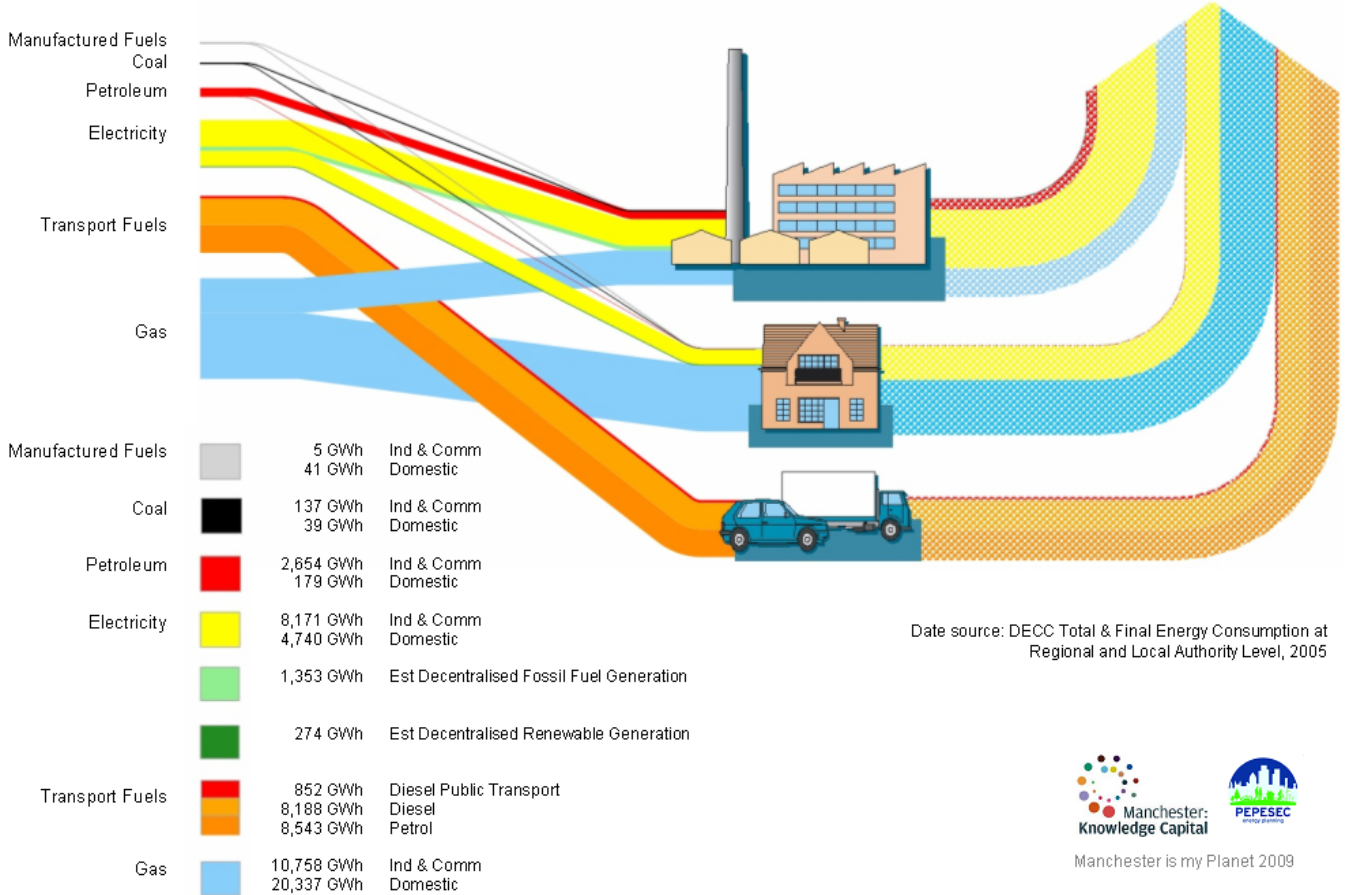 Manufactured Fuels
Coal
Petroleum
Electricity
Transport Fuels
Gas
Manufactured Fuels
5 GWh Ind & Comm
41 GWh Domestic
Coal
137 GWh Ind & Comm
39 GWh Domestic
Petroleum
2,654 GWh Ind & Comm
179 GWh Domestic
Electricity
8,171 GWh Ind & Comm
4,740 GWh Domestic
1,353 GWh Est Decentralised Fossil Fuel Generation
274 GWh Est Decentralised Renewable Generation
Transport Fuels
852 GWh Diesel Public Transport
8,188 GWh Diesel
8,543 GWh Petrol
Gas
10,758 GWh Ind & Comm
20,337 GWh Domestic
Date source: DECC Total & Final Energy Consumption at
Regional and Local Authority Level, 2005
Manchester:
Knowledge Capital
PEPESEC
energy planning
Manchester is my Planet 2009